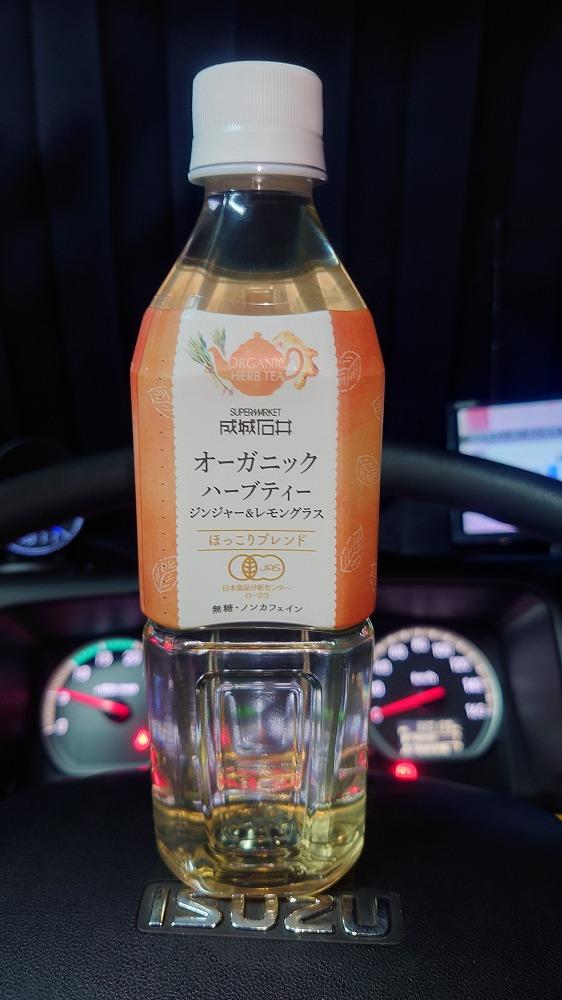 ORGANIC
HERB TEA
SUPERMARKET
成城石井
オーガニック
ハーブティー
ジンジャー&レモングラス
ほっこりブレンド
JAS
日本食品分析センター
0-23
無糖・ノンカフェイン
km/h
ISUZU